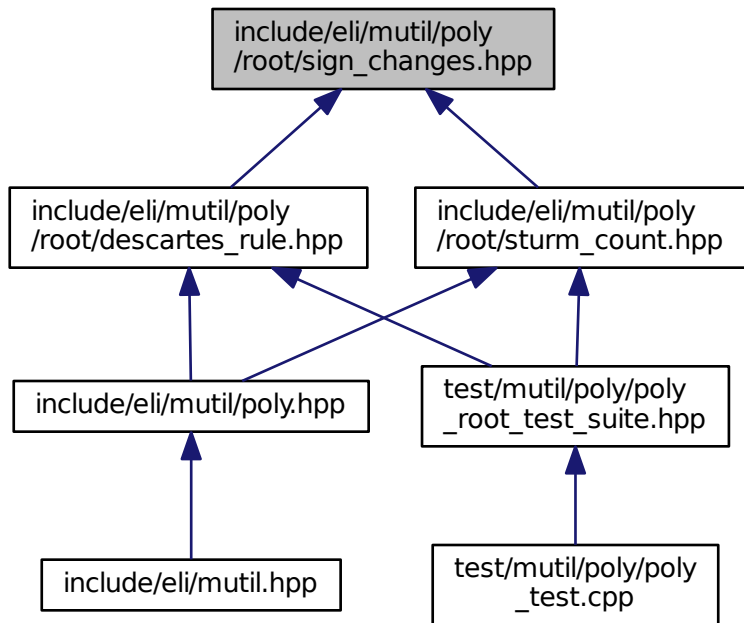 include/eli/mutil/poly
/root/sign_changes.hpp
include/eli/mutil/poly
/root/descartes_rule.hpp
include/eli/mutil/poly
/root/sturm_count.hpp
include/eli/mutil/poly.hpp
test/mutil/poly/poly
_root_test_suite.hpp
include/eli/mutil.hpp
test/mutil/poly/poly
_test.cpp